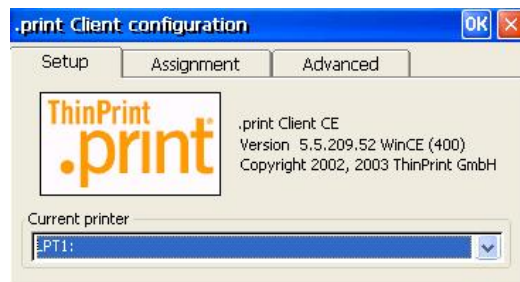 .print Client configuration OK
Setup Assignment Advanced
ThinPrint
.print
.print Client CE
Version 5.5.209.52 WinCE (400)
Copyright 2002, 2003 ThinPrint GmbH
Current printer
.PT1: